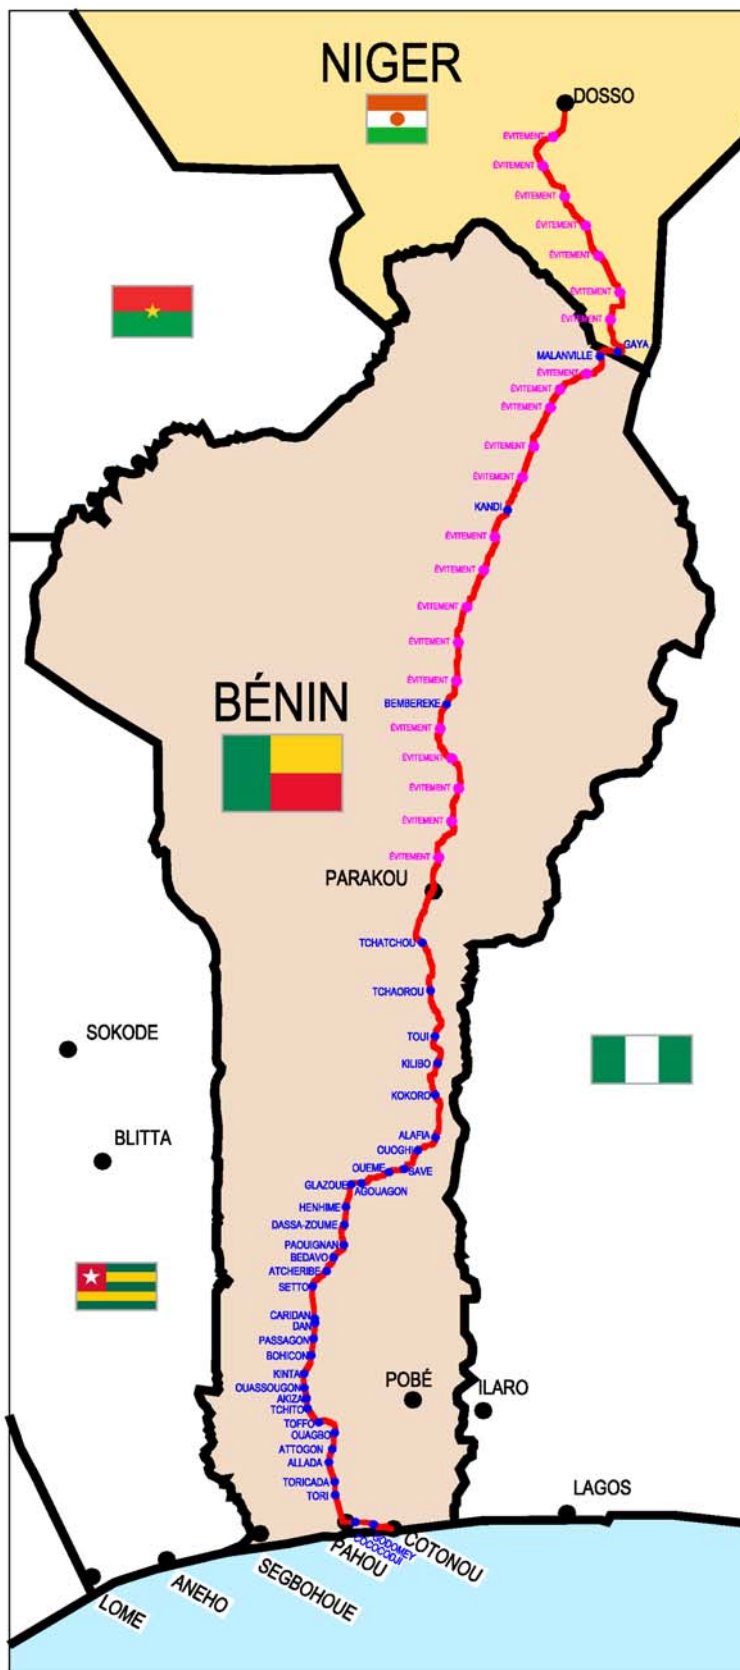 NIGER
DOSSO
ÉVITEMENT
ÉVITEMENT
ÉVITEMENT
ÉVITEMENT
ÉVITEMENT
ÉVITEMENT
ÉVITEMENT
GAYA
MALANVILLE
ÉVITEMENT
ÉVITEMENT
ÉVITEMENT
ÉVITEMENT
ÉVITEMENT
KANDI
ÉVITEMENT
ÉVITEMENT
ÉVITEMENT
ÉVITEMENT
ÉVITEMENT
BÉNIN
BEMBEREKE
ÉVITEMENT
ÉVITEMENT
ÉVITEMENT
ÉVITEMENT
ÉVITEMENT
PARAKOU
TCHATCHOU
TCHAOROU
SOKODE
TOUI
KILIBO
KOKORO
ALAFIA
OUOGHI
BLITTA
OUEME
SAVE
GLAZOUE
AGOUAGON
HENHIME
DASSA-ZOUME
PAOUIGNAN
BEDAVO
ATCHERIBE
SETTO
CARIDAN
DAN
PASSAGON
BOHICON
KINTA
OUASSOUGON
AKIZA
TCHITO
POBÉ
ILARO
TOFFO
OUAGBO
ATTOGON
ALLADA
TORICADA
TORI
LAGOS
COTONOU
GODOMEY
COCOCODJI
PAHOU
SEGBOHOUE
ANEHO
LOME